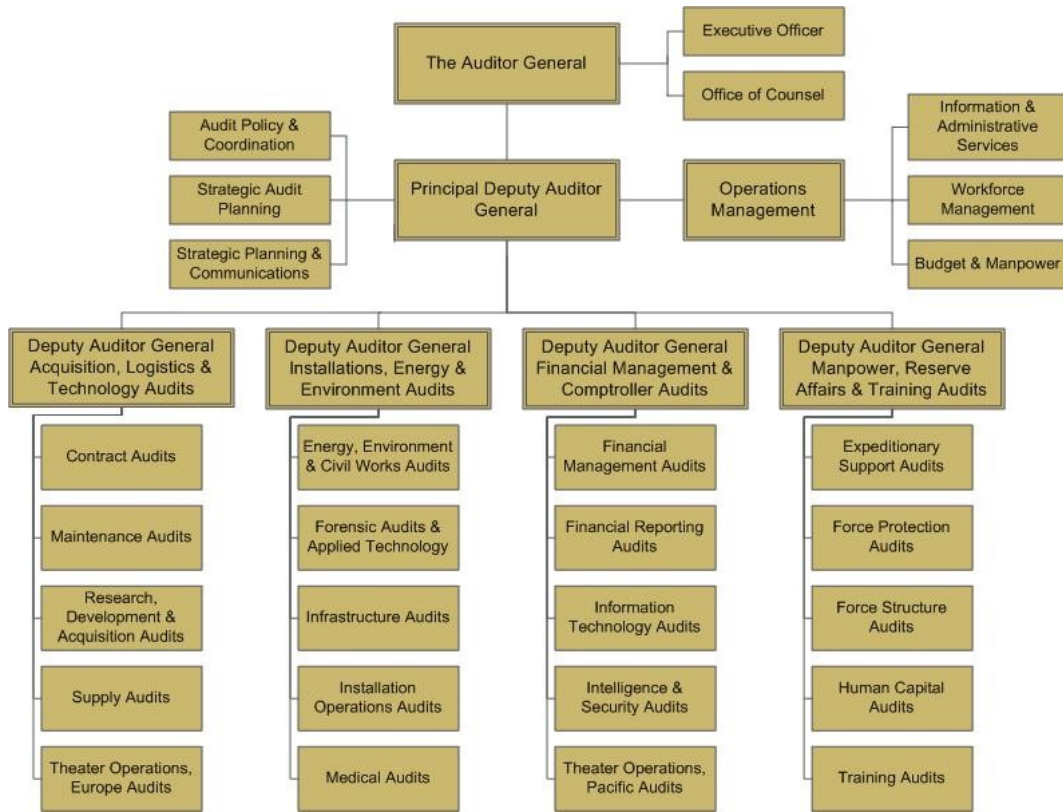 The Auditor General
Executive Officer
Office of Counsel
Audit Policy &
Coordination
Strategic Audit
Planning
Strategic Planning &
Communications
Principal Deputy Auditor
General
Operations
Management
Information &
Administrative
Services
Workforce
Management
Budget & Manpower
Deputy Auditor General
Acquisition, Logistics &
Technology Audits
Contract Audits
Maintenance Audits
Research,
Development &
Acquisition Audits
Supply Audits
Theater Operations,
Europe Audits
Deputy Auditor General
Installations, Energy &
Environment Audits
Energy, Environment
& Civil Works Audits
Forensic Audits &
Applied Technology
Infrastructure Audits
Installation
Operations Audits
Medical Audits
Deputy Auditor General
Financial Management &
Comptroller Audits
Financial
Management Audits
Financial Reporting
Audits
Information
Technology Audits
Intelligence &
Security Audits
Theater Operations,
Pacific Audits
Deputy Auditor General
Manpower, Reserve
Affairs & Training Audits
Expeditionary
Support Audits
Force Protection
Audits
Force Structure
Audits
Human Capital
Audits
Training Audits